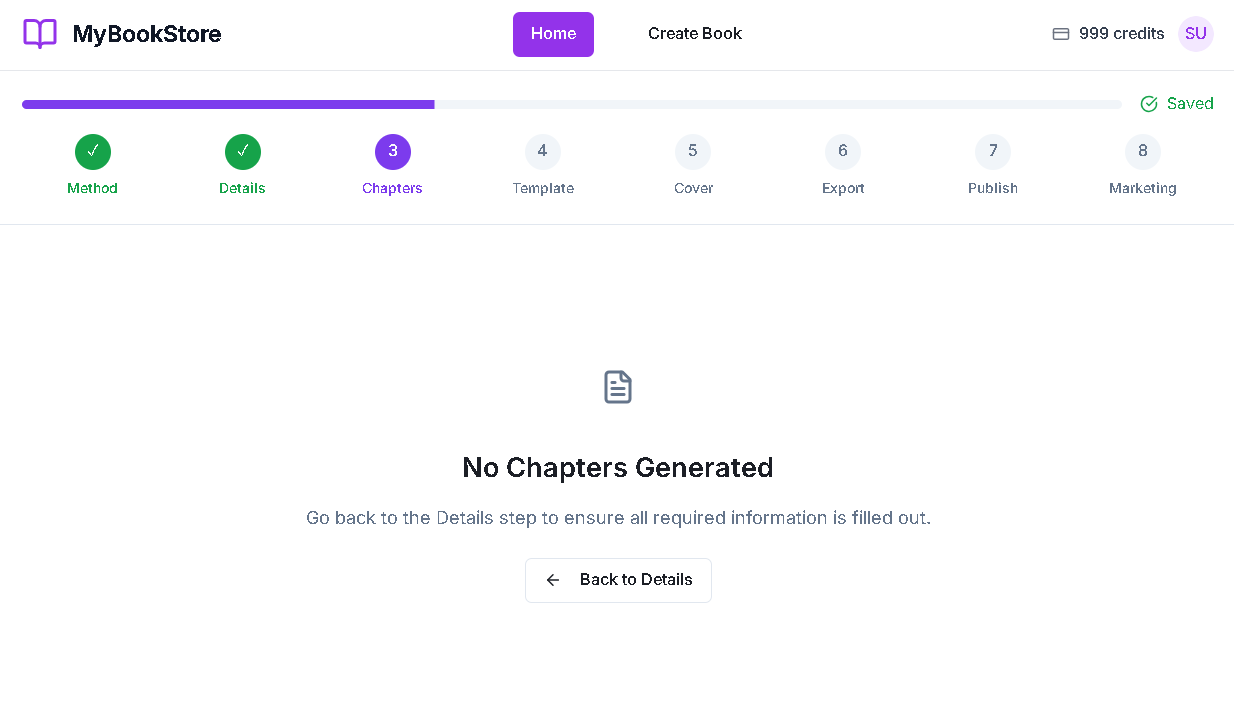 MyBookStore
Home
Create Book
999 credits
SU
Saved
✓
✓
3
4
5
6
7
8
Method
Details
Chapters
Template
Cover
Export
Publish
Marketing
No Chapters Generated
Go back to the Details step to ensure all required information is filled out.
Back to Details